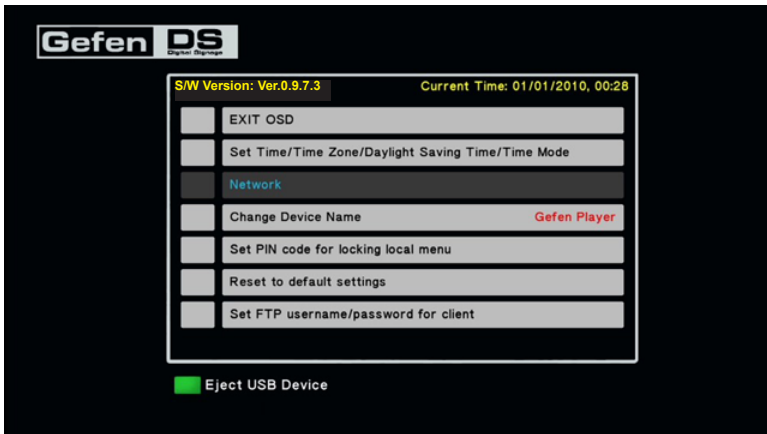 Gefen DS
Digital Signage
S/W Version: Ver.0.9.7.3 Current Time: 01/01/2010, 00:28
EXIT OSD
Set Time/Time Zone/Daylight Saving Time/Time Mode
Network
Change Device Name Gefen Player
Set PIN code for locking local menu
Reset to default settings
Set FTP username/password for client
Eject USB Device